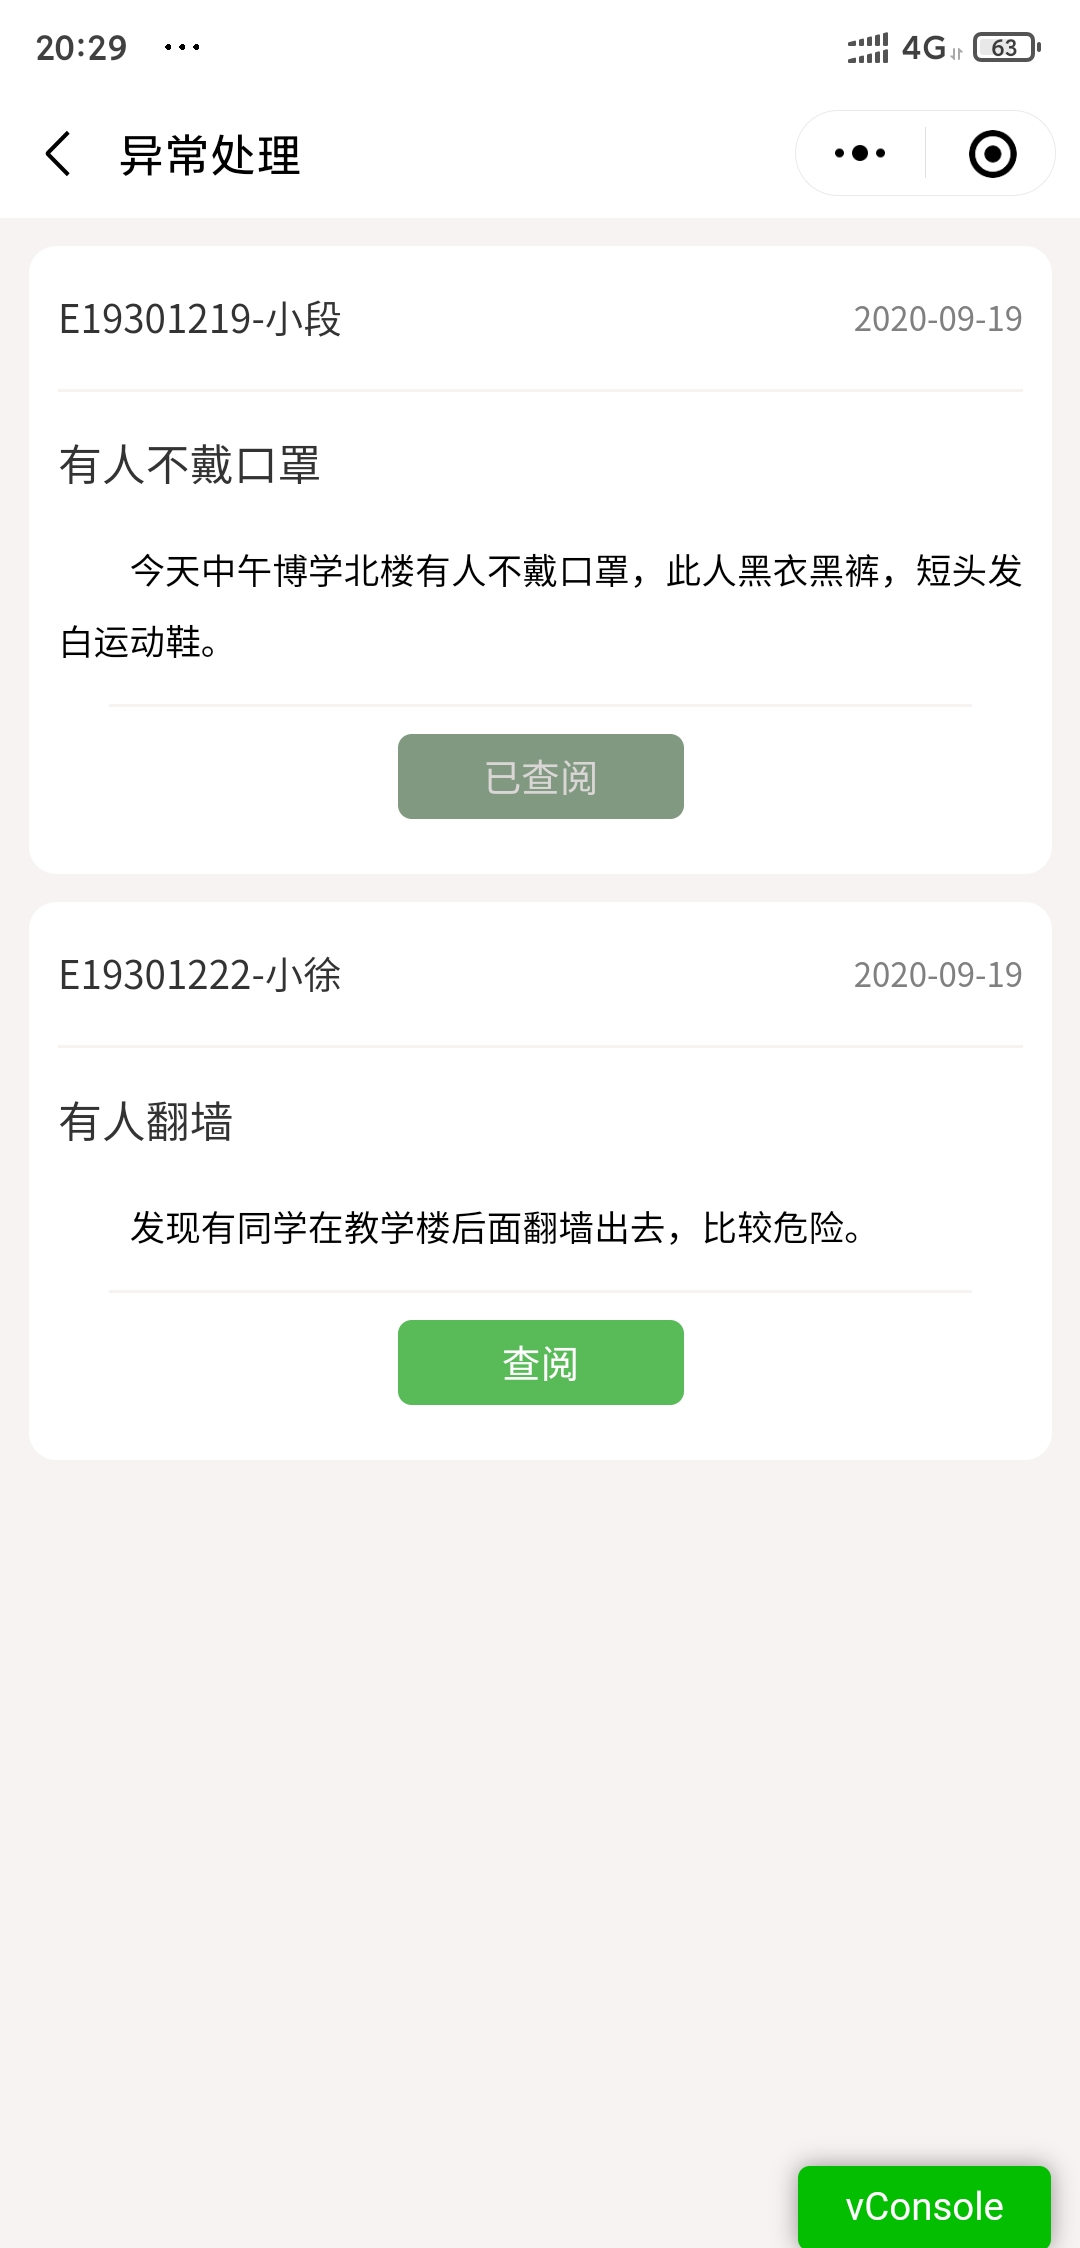 20:29 ...
4G 63
异常处理
E19301219-小段 2020-09-19
有人不戴口罩
今天中午博学北楼有人不戴口罩，此人黑衣黑裤，短头发
白运动鞋。
已查阅
E19301222-小徐 2020-09-19
有人翻墙
发现有同学在教学楼后面翻墙出去，比较危险。
查阅
vConsole